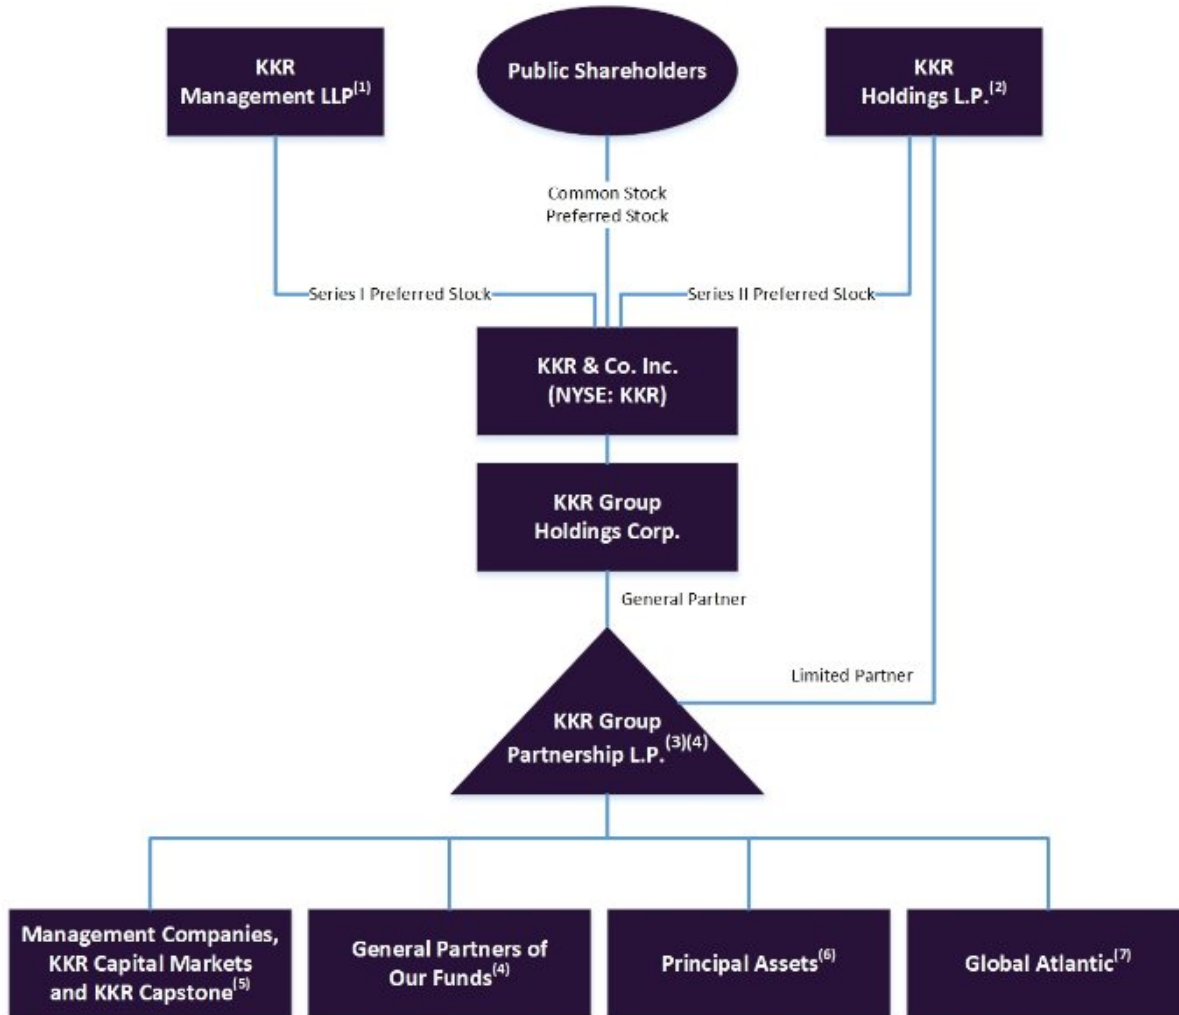 KKR
Management LLP(1)
Public Shareholders
KKR
Holdings L.P.(2)
Common Stock
Preferred Stock
Series I Preferred Stock
Series II Preferred Stock
KKR & Co. Inc.
(NYSE: KKR)
KKR Group
Holdings Corp.
General Partner
Limited Partner
KKR Group
Partnership L.P.(3)(4)
Management Companies,
KKR Capital Markets
and KKR Capstone(5)
General Partners of
Our Funds(4)
Principal Assets(6)
Global Atlantic(7)